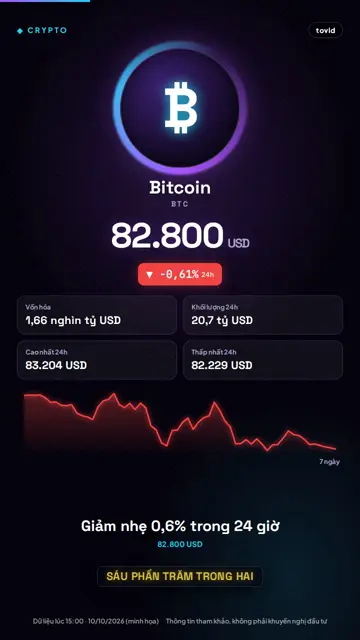 ◆ CRYPTO
tovid
Bitcoin
BTC
82.800 USD
▼ -0,61% 24h
Vốn hóa
1,66 nghìn tỷ USD
Khối lượng 24h
20,7 tỷ USD
Cao nhất 24h
83.204 USD
Thấp nhất 24h
82.229 USD
7 ngày
Giảm nhẹ 0,6% trong 24 giờ
82.800 USD
SÁU PHẦN TRĂM TRONG HAI
Dữ liệu lúc 15:00 · 10/10/2026 (minh họa) Thông tin tham khảo, không phải khuyến nghị đầu tư